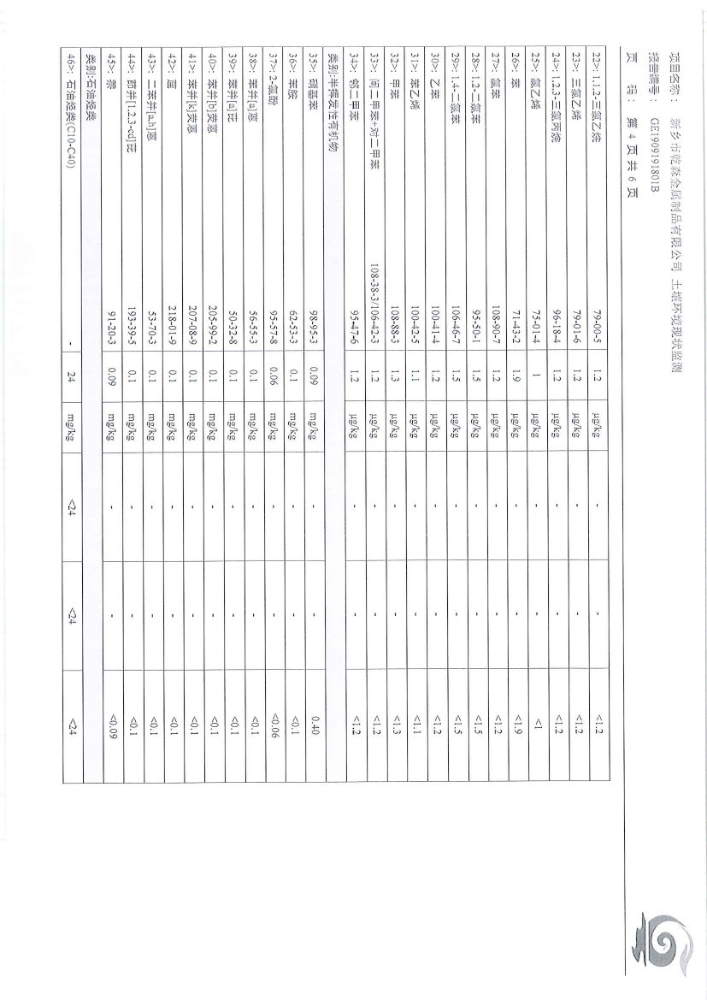 项目名称： 新乡市乾森金属制品有限公司 土壤环境现状监测
报告编号： GE1909191801B
页 码： 第 4 页 共 6 页
22>: 1,1,2-三氯乙烷 79-00-5 1.2 μg/kg - - <1.2
23>: 三氯乙烯 79-01-6 1.2 μg/kg - - <1.2
24>: 1,2,3-三氯丙烷 96-18-4 1.2 μg/kg - - <1.2
25>: 氯乙烯 75-01-4 1 μg/kg - - <1
26>: 苯 71-43-2 1.9 μg/kg - - <1.9
27>: 氯苯 108-90-7 1.2 μg/kg - - <1.2
28>: 1,2-二氯苯 95-50-1 1.5 μg/kg - - <1.5
29>: 1,4-二氯苯 106-46-7 1.5 μg/kg - - <1.5
30>: 乙苯 100-41-4 1.2 μg/kg - - <1.2
31>: 苯乙烯 100-42-5 1.1 μg/kg - - <1.1
32>: 甲苯 108-88-3 1.3 μg/kg - - <1.3
33>: 间二甲苯+对二甲苯 108-38-3/106-42-3 1.2 μg/kg - - <1.2
34>: 邻二甲苯 95-47-6 1.2 μg/kg - - <1.2
类别:半挥发性有机物
35>: 硝基苯 98-95-3 0.09 mg/kg - - 0.40
36>: 苯胺 62-53-3 0.1 mg/kg - - <0.1
37>: 2-氯酚 95-57-8 0.06 mg/kg - - <0.06
38>: 苯并[a]蒽 56-55-3 0.1 mg/kg - - <0.1
39>: 苯并[a]芘 50-32-8 0.1 mg/kg - - <0.1
40>: 苯并[b]荧蒽 205-99-2 0.1 mg/kg - - <0.1
41>: 苯并[k]荧蒽 207-08-9 0.1 mg/kg - - <0.1
42>: 䓛 218-01-9 0.1 mg/kg - - <0.1
43>: 二苯并[a,h]蒽 53-70-3 0.1 mg/kg - - <0.1
44>: 茚并[1,2,3-cd]芘 193-39-5 0.1 mg/kg - - <0.1
45>: 萘 91-20-3 0.09 mg/kg - - <0.09
类别:石油烃类
46>: 石油烃类(C10-C40) - 24 mg/kg <24 <24 <24